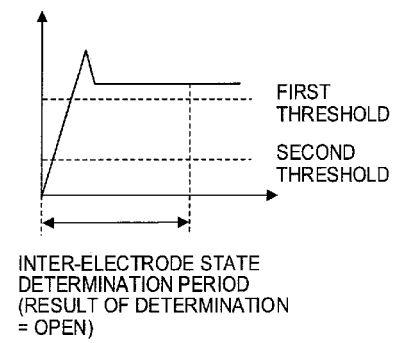 FIRST
THRESHOLD
SECOND
THRESHOLD
INTER-ELECTRODE STATE
DETERMINATION PERIOD
(RESULT OF DETERMINATION
= OPEN)